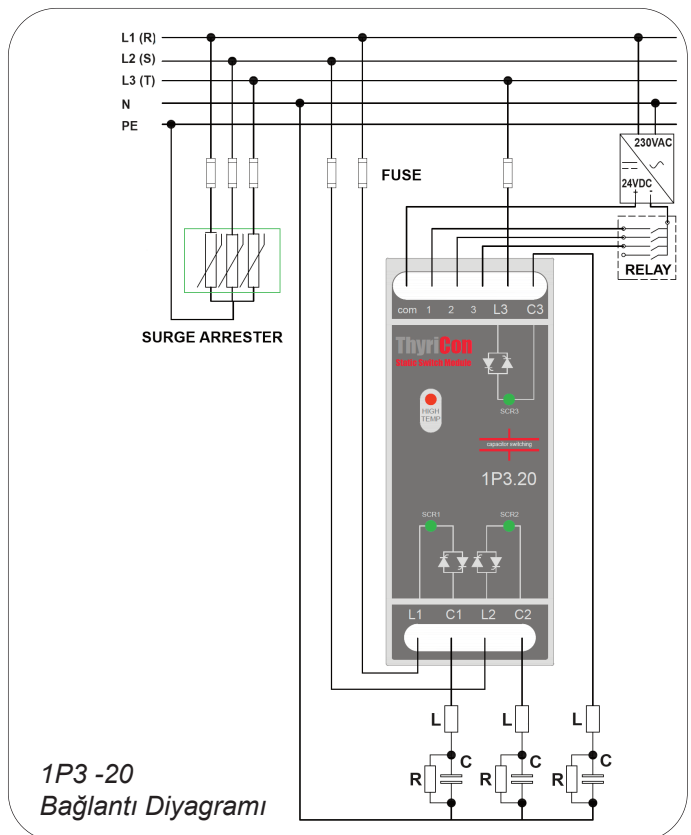 L1 (R)
L2 (S)
L3 (T)
N
PE
230VAC
24VDC
+ -
FUSE
RELAY
SURGE ARRESTER
com 1 2 3 L3 C3
ThyriCon
Static Switch Module
HIGH
TEMP
SCR3
capacitor switching
1P3.20
SCR1 SCR2
L1 C1 L2 C2
L L L
C C C
R R R
1P3 -20
Bağlantı Diyagramı